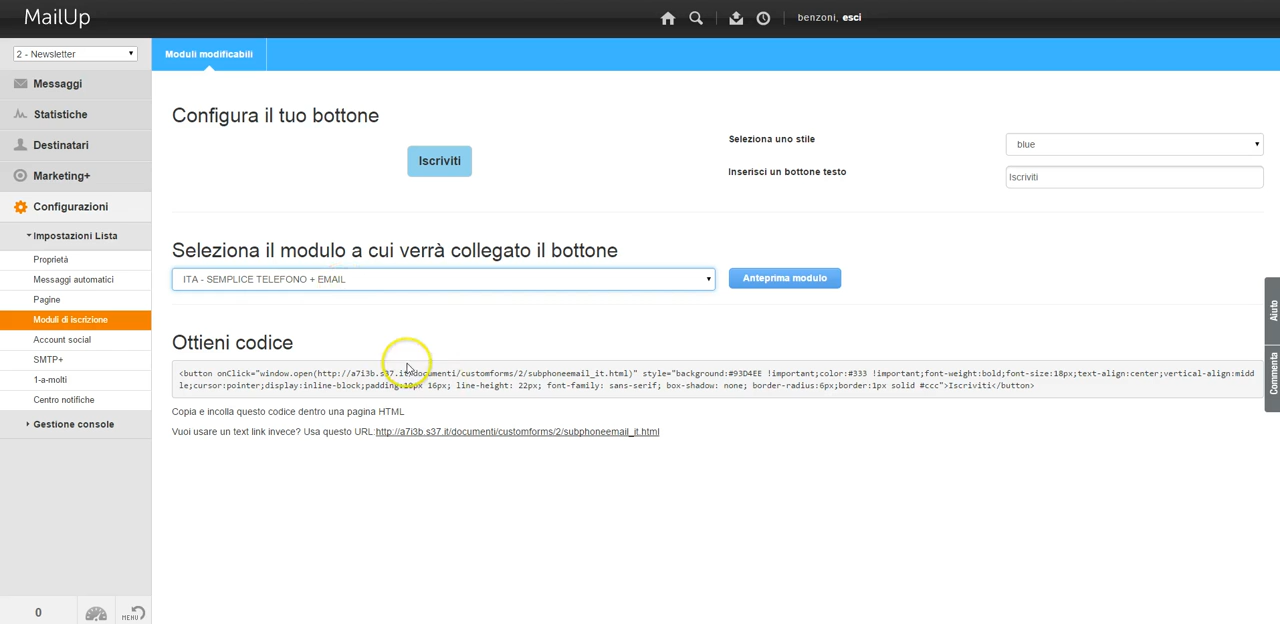 MailUp
benzoni, esci
2 - Newsletter
Moduli modificabili
Messaggi
Statistiche
Destinatari
Marketing+
Configurazioni
Impostazioni Lista
Proprietà
Messaggi automatici
Pagine
Moduli di iscrizione
Account social
SMTP+
1-a-molti
Centro notifiche
Gestione console
0
MENU
Configura il tuo bottone
Iscriviti
Seleziona uno stile
blue
Inserisci un bottone testo
Iscriviti
Seleziona il modulo a cui verrà collegato il bottone
ITA - SEMPLICE TELEFONO + EMAIL
Anteprima modulo
Ottieni codice
<button onClick="window.open(http://a7i3b.s37.it/documenti/customforms/2/subphoneemail_it.html)" style="background:#93D4EE !important;color:#333 !important;font-weight:bold;font-size:18px;text-align:center;vertical-align:midd
le;cursor:pointer;display:inline-block;padding:10px 16px; line-height: 22px; font-family: sans-serif; box-shadow: none; border-radius:6px;border:1px solid #ccc">Iscriviti</button>
Copia e incolla questo codice dentro una pagina HTML
Vuoi usare un text link invece? Usa questo URL:http://a7i3b.s37.it/documenti/customforms/2/subphoneemail_it.html
Aiuto
Commenta